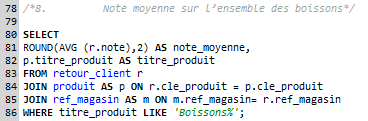 78 /*8. Note moyenne sur l’ensemble des boissons*/
79
80 SELECT
81 ROUND(AVG (r.note),2) AS note_moyenne,
82 p.titre_produit AS titre_produit
83 FROM retour_client r
84 JOIN produit AS p ON r.cle_produit = p.cle_produit
85 JOIN ref_magasin AS m ON m.ref_magasin= r.ref_magasin
86 WHERE titre_produit LIKE 'Boissons%';